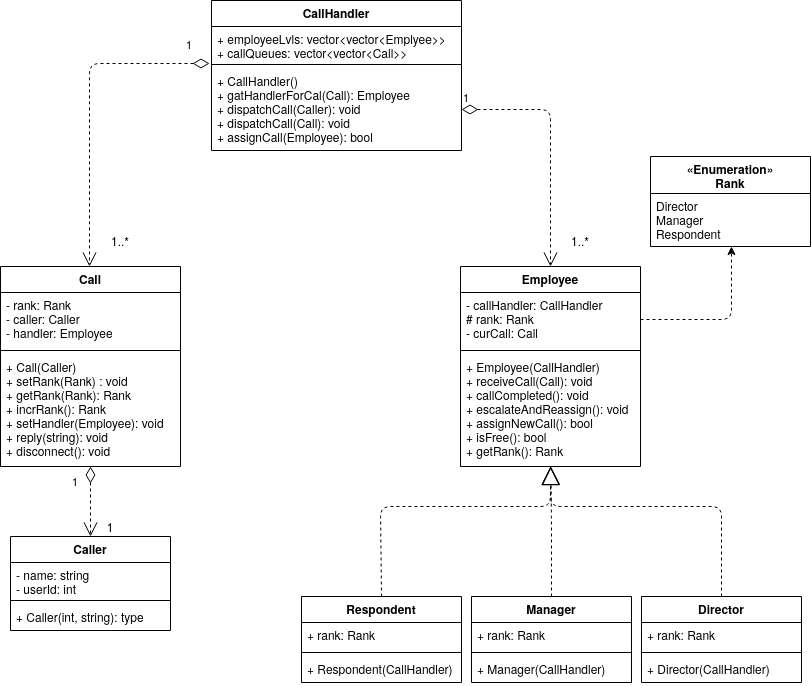 CallHandler
+ employeeLvls: vector<vector<Emplyee>>
+ callQueues: vector<vector<Call>>
+ CallHandler()
+ gatHandlerForCal(Call): Employee
+ dispatchCall(Caller): void
+ dispatchCall(Call): void
+ assignCall(Employee): bool
1
1
1..*
1..*
«Enumeration»
Rank
Director
Manager
Respondent
Call
- rank: Rank
- caller: Caller
- handler: Employee
+ Call(Caller)
+ setRank(Rank) : void
+ getRank(Rank): Rank
+ incrRank(): Rank
+ setHandler(Employee): void
+ reply(string): void
+ disconnect(): void
Employee
- callHandler: CallHandler
# rank: Rank
- curCall: Call
+ Employee(CallHandler)
+ receiveCall(Call): void
+ callCompleted(): void
+ escalateAndReassign(): void
+ assignNewCall(): bool
+ isFree(): bool
+ getRank(): Rank
1
1
Caller
- name: string
- userId: int
+ Caller(int, string): type
Respondent
+ rank: Rank
+ Respondent(CallHandler)
Manager
+ rank: Rank
+ Manager(CallHandler)
Director
+ rank: Rank
+ Director(CallHandler)